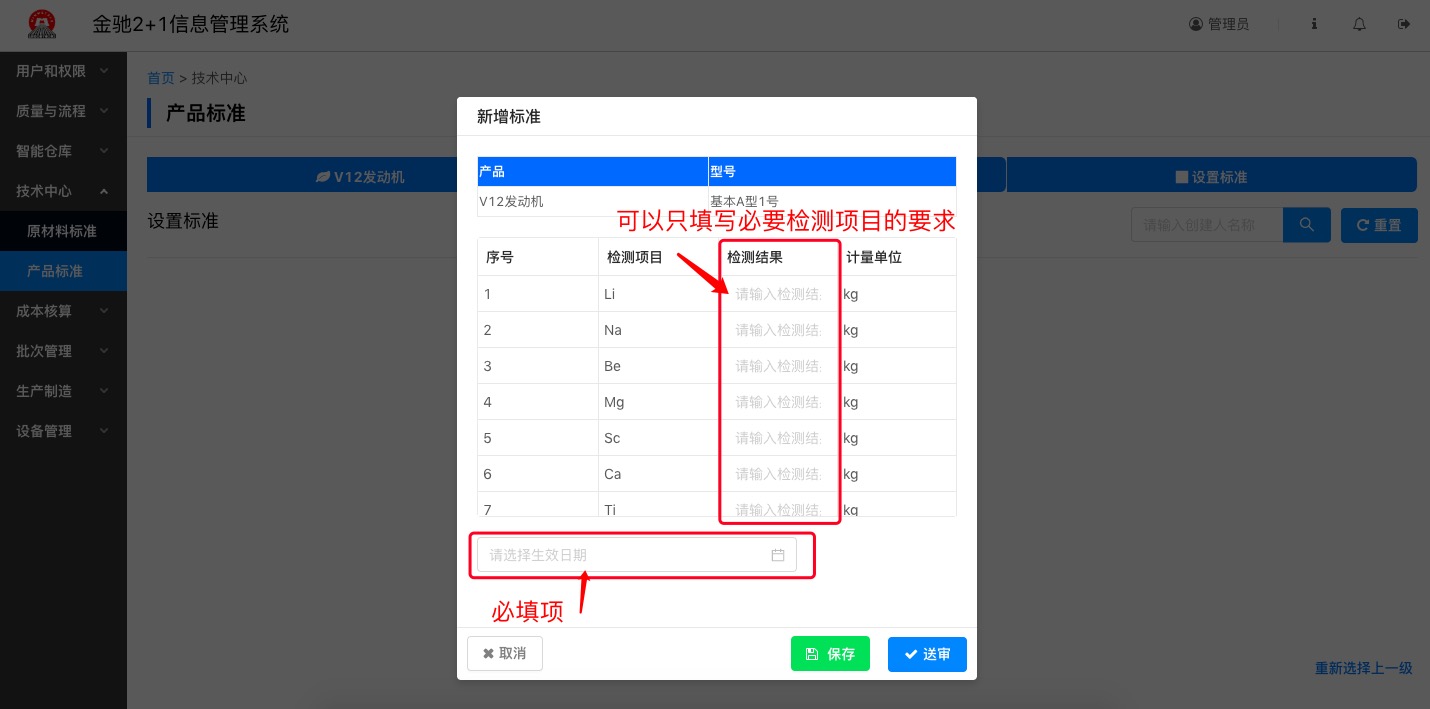 金驰2+1信息管理系统
管理员
用户和权限
质量与流程
智能仓库
技术中心
原材料标准
产品标准
成本核算
批次管理
生产制造
设备管理
首页 > 技术中心
产品标准
V12发动机
设置标准
设置标准
请输入创建人名称
重置
新增标准
产品 型号
V12发动机 基本A型1号
可以只填写必要检测项目的要求
序号 检测项目 检测结果 计量单位
1 Li 请输入检测结 kg
2 Na 请输入检测结 kg
3 Be 请输入检测结 kg
4 Mg 请输入检测结 kg
5 Sc 请输入检测结 kg
6 Ca 请输入检测结 kg
7 Ti 请输入检测结 kg
请选择生效日期
必填项
取消 保存 送审
重新选择上一级